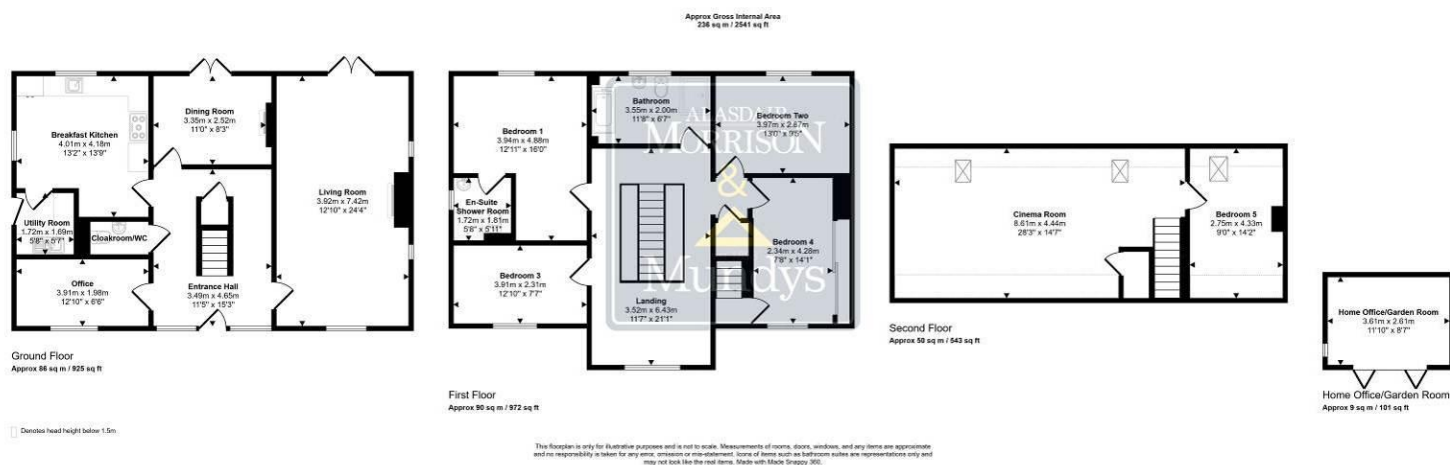 Approx Gross Internal Area
236 sq m / 2541 sq ft
Breakfast Kitchen
4.01m x 4.18m
13'2" x 13'9"
Dining Room
3.35m x 2.52m
11'0" x 8'3"
Living Room
3.92m x 7.42m
12'10" x 24'4"
Utility Room
1.72m x 1.69m
5'8" x 5'7"
Cloakroom/WC
Office
3.91m x 1.98m
12'10" x 6'6"
Entrance Hall
3.49m x 4.65m
11'5" x 15'3"
Ground Floor
Approx 86 sq m / 925 sq ft
Denotes head height below 1.5m
Bedroom 1
3.94m x 4.88m
12'11" x 16'0"
Bathroom
3.55m x 2.00m
11'8" x 6'7"
Bedroom Two
3.97m x 2.87m
13'0" x 9'5"
En-Suite
Shower Room
1.72m x 1.81m
5'8" x 5'11"
Bedroom 3
3.91m x 2.31m
12'10" x 7'7"
Bedroom 4
2.34m x 4.28m
7'8" x 14'1"
Landing
3.52m x 6.43m
11'7" x 21'1"
ALASDAIR
MORRISON
&
Mundys
First Floor
Approx 90 sq m / 972 sq ft
Cinema Room
8.61m x 4.44m
28'3" x 14'7"
Bedroom 5
2.75m x 4.33m
9'0" x 14'2"
Second Floor
Approx 50 sq m / 543 sq ft
Home Office/Garden Room
3.61m x 2.61m
11'10" x 8'7"
Home Office/Garden Room
Approx 9 sq m / 101 sq ft
This floorplan is only for illustrative purposes and is not to scale. Measurements of rooms, doors, windows, and any items are approximate
and no responsibility is taken for any error, omission or mis-statement. Icons of items such as bathroom suites are representations only and
may not look like the real items. Made with Made Snappy 360.